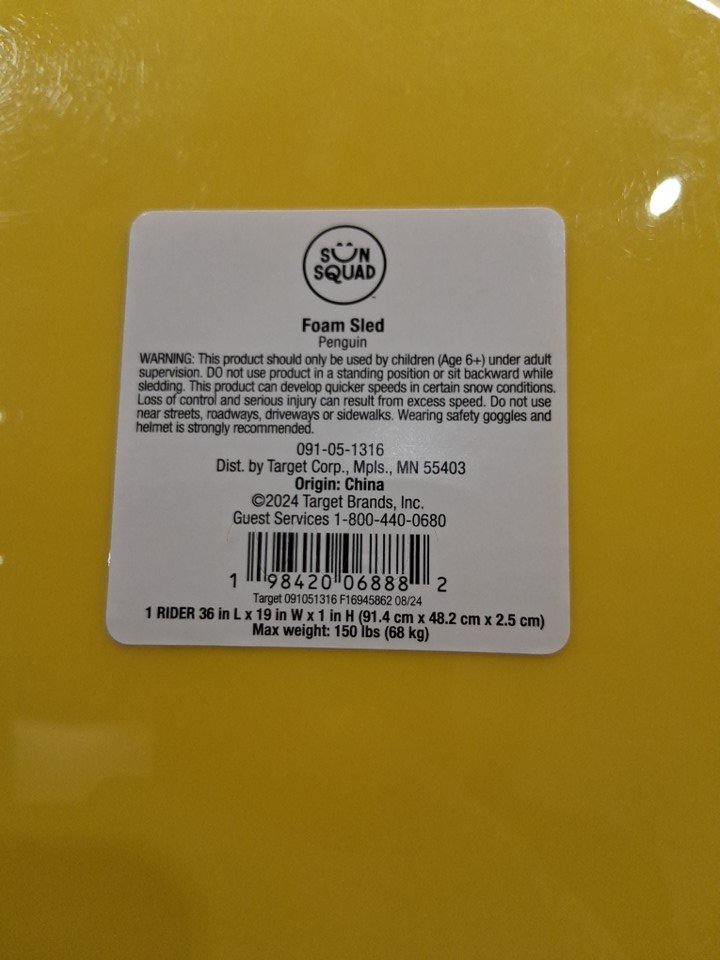 SUN
SQUAD
Foam Sled
Penguin
WARNING: This product should only be used by children (Age 6+) under adult
supervision. DO not use product in a standing position or sit backward while
sledding. This product can develop quicker speeds in certain snow conditions.
Loss of control and serious injury can result from excess speed. Do not use
near streets, roadways, driveways or sidewalks. Wearing safety goggles and
helmet is strongly recommended.
091-05-1316
Dist. by Target Corp., Mpls., MN 55403
Origin: China
©2024 Target Brands, Inc.
Guest Services 1-800-440-0680
1 98420 06888 2
Target 091051316 F16945862 08/24
1 RIDER 36 in L x 19 in W x 1 in H (91.4 cm x 48.2 cm x 2.5 cm)
Max weight: 150 lbs (68 kg)